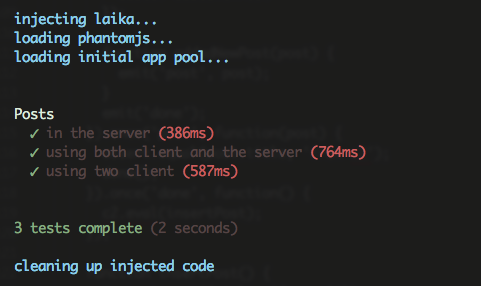 injecting laika...
loading phantomjs...
loading initial app pool...
Posts
✓ in the server (386ms)
✓ using both client and the server (764ms)
✓ using two client (587ms)
3 tests complete (2 seconds)
cleaning up injected code